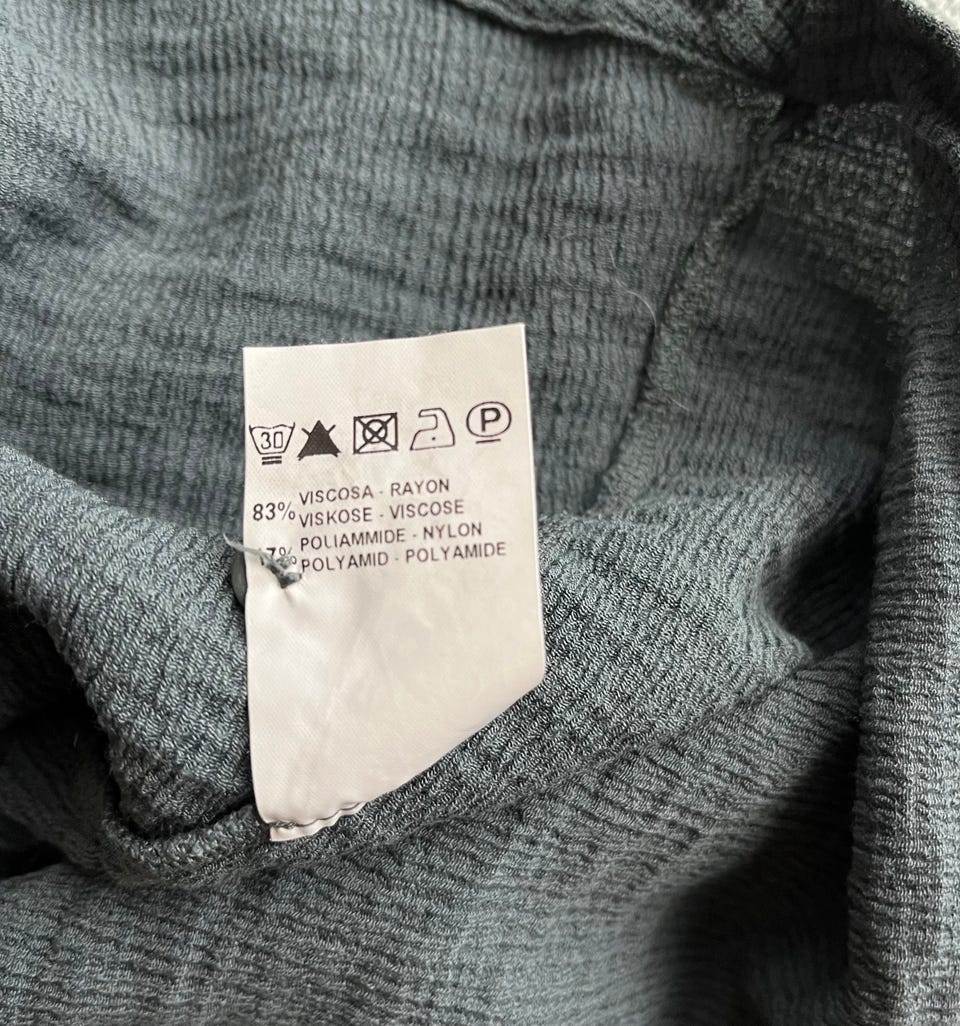 30 P
83% VISCOSA - RAYON
VISKOSE - VISCOSE
7% POLIAMMIDE - NYLON
POLYAMID - POLYAMIDE